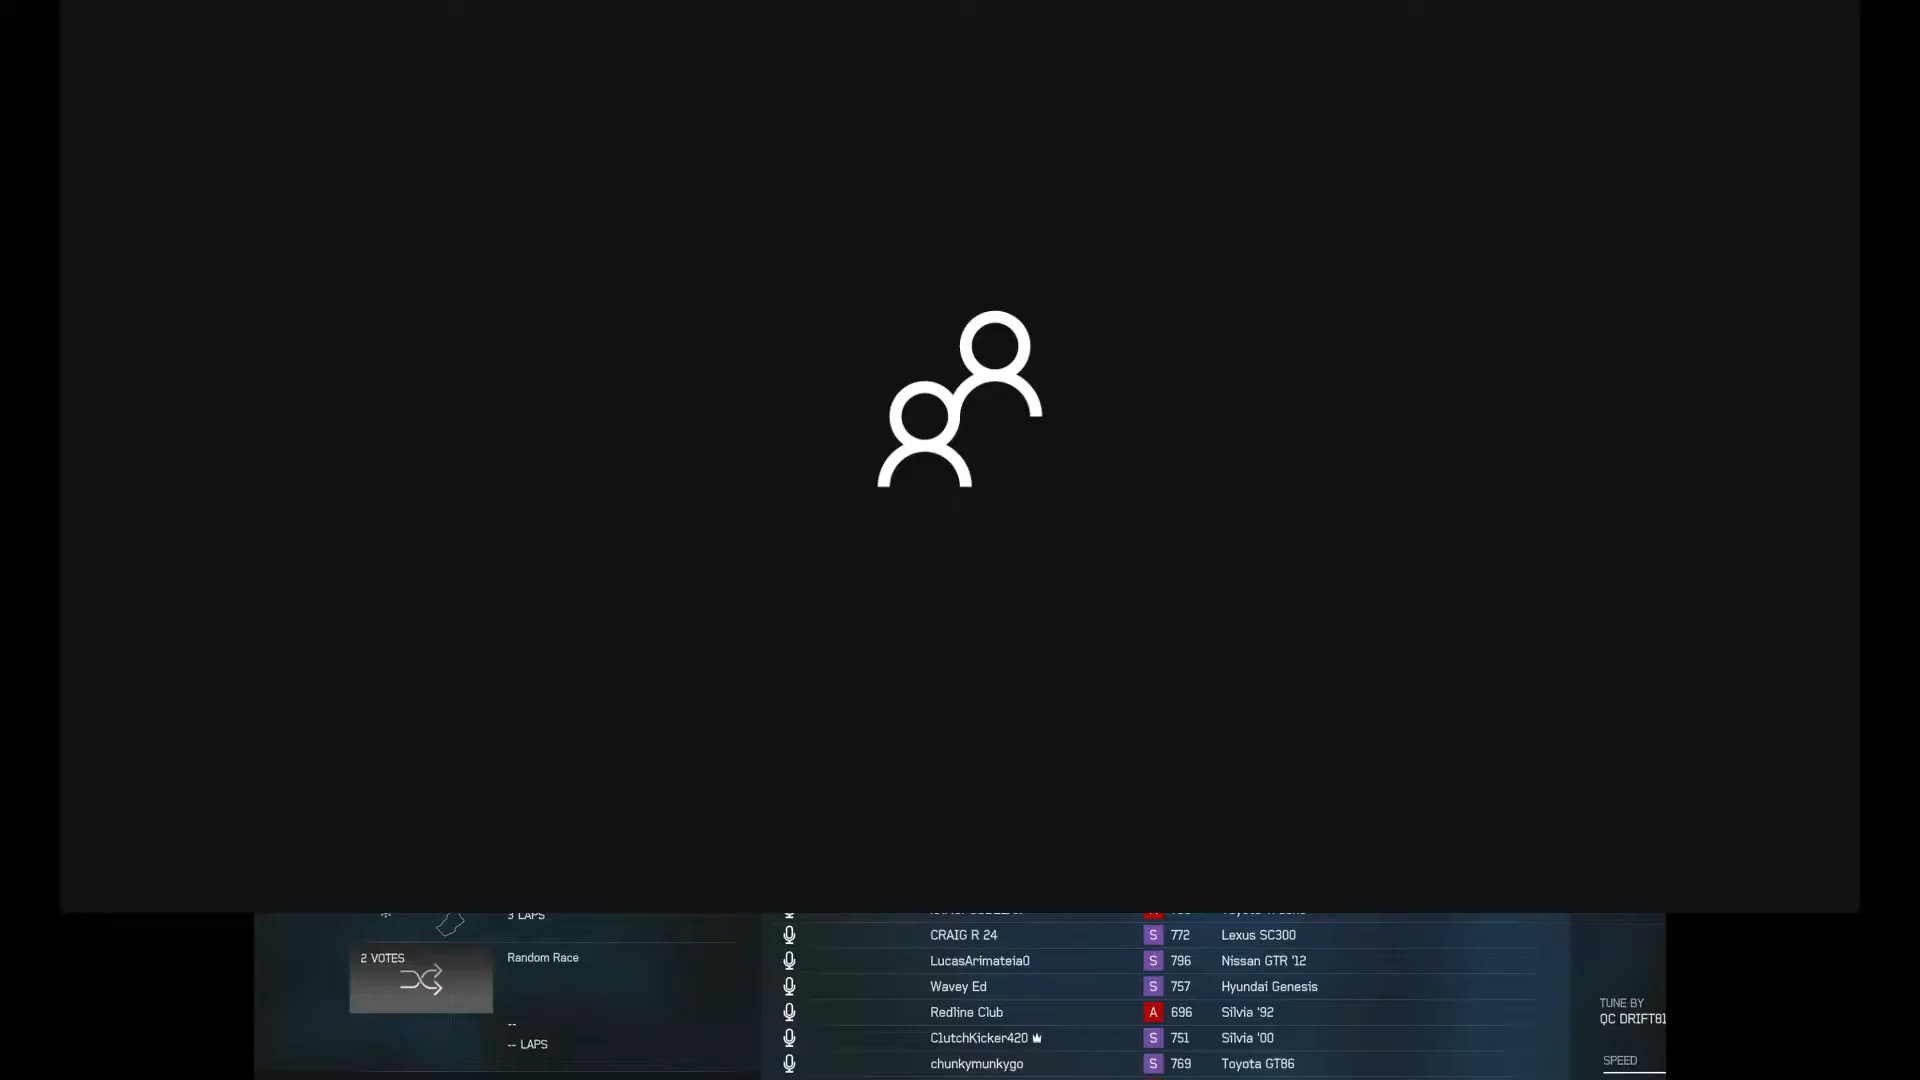 3 LAPS
2 VOTES
Random Race
--
-- LAPS
CRAIG R 24 S 772 Lexus SC300
LucasArimateia0 S 796 Nissan GTR '12
Wavey Ed S 757 Hyundai Genesis
Redline Club A 696 Silvia '92
ClutchKicker420 S 751 Silvia '00
chunkymunkygo S 769 Toyota GT86
TUNE BY
QC DRIFT81
SPEED